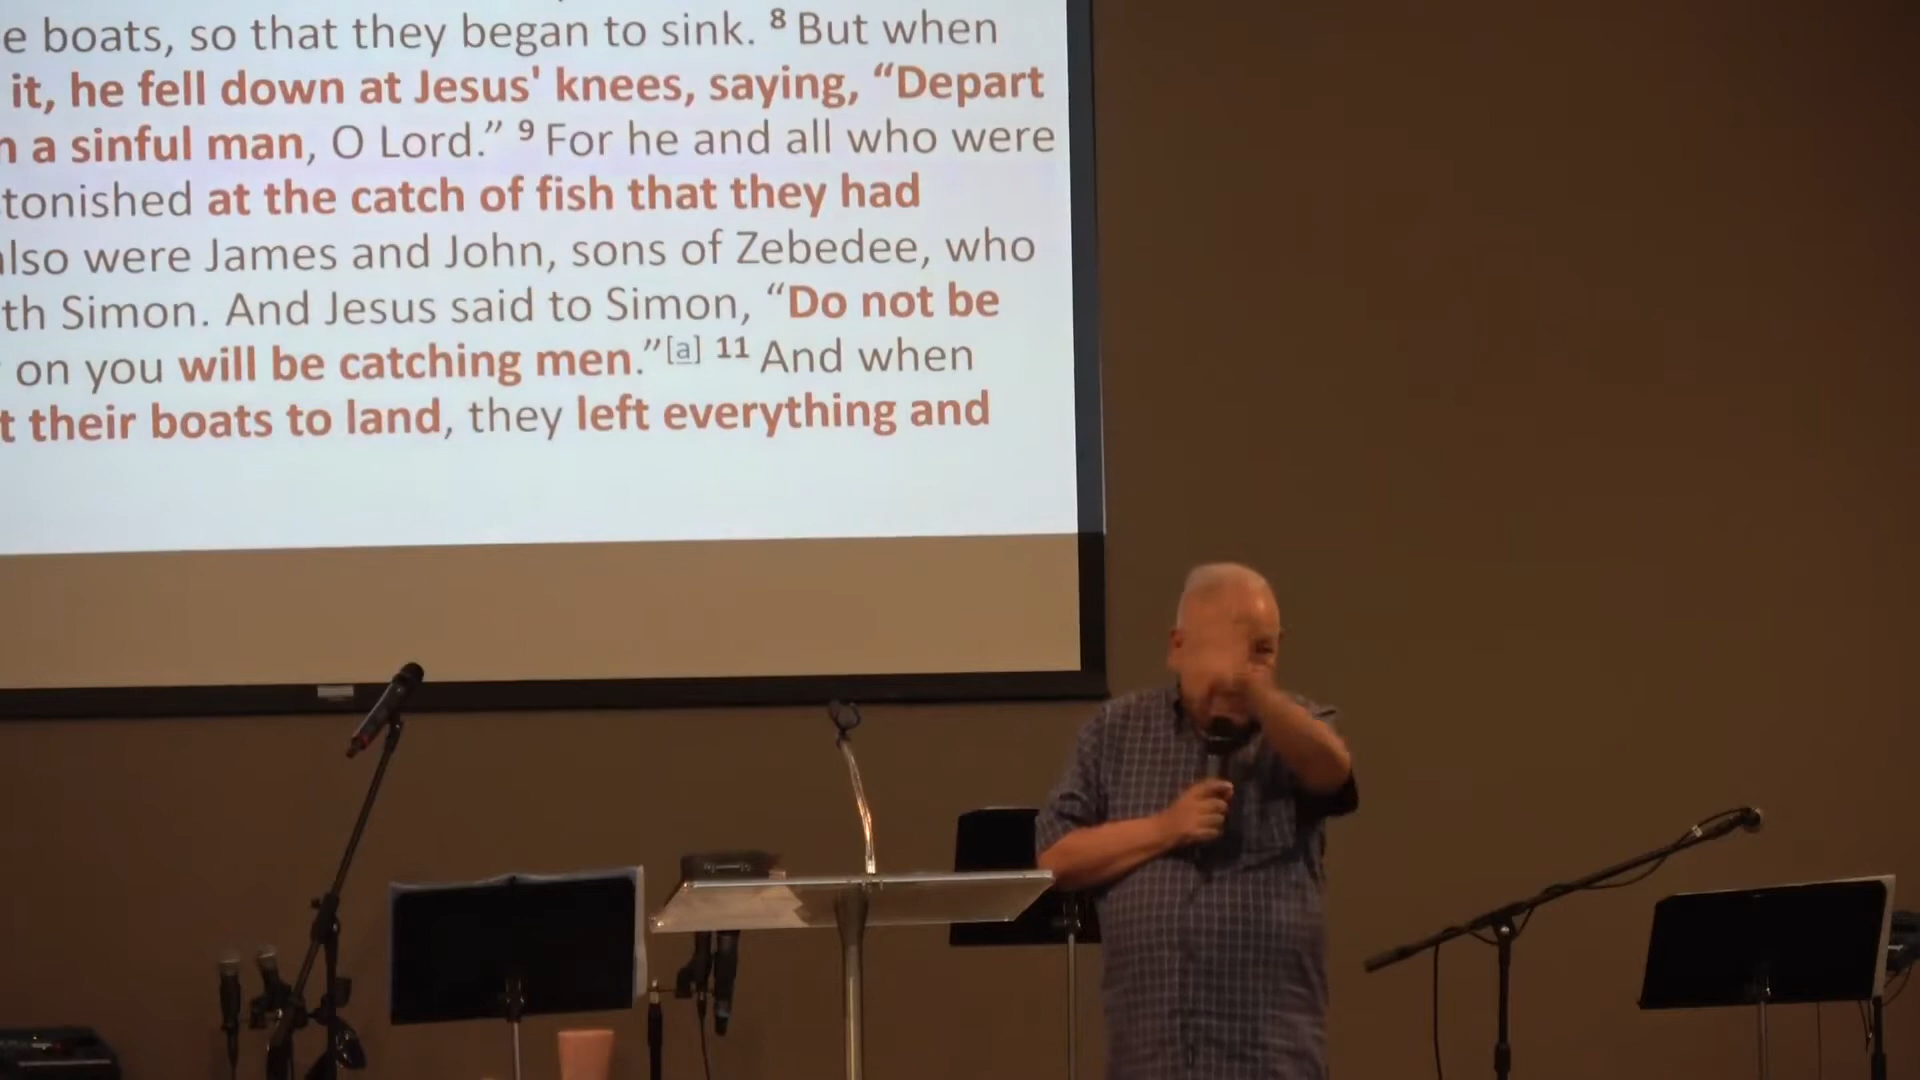 e boats, so that they began to sink. 8 But when
it, he fell down at Jesus' knees, saying, “Depart
a sinful man, O Lord.” 9 For he and all who were
tonished at the catch of fish that they had
lso were James and John, sons of Zebedee, who
th Simon. And Jesus said to Simon, “Do not be
on you will be catching men.”[a] 11 And when
t their boats to land, they left everything and